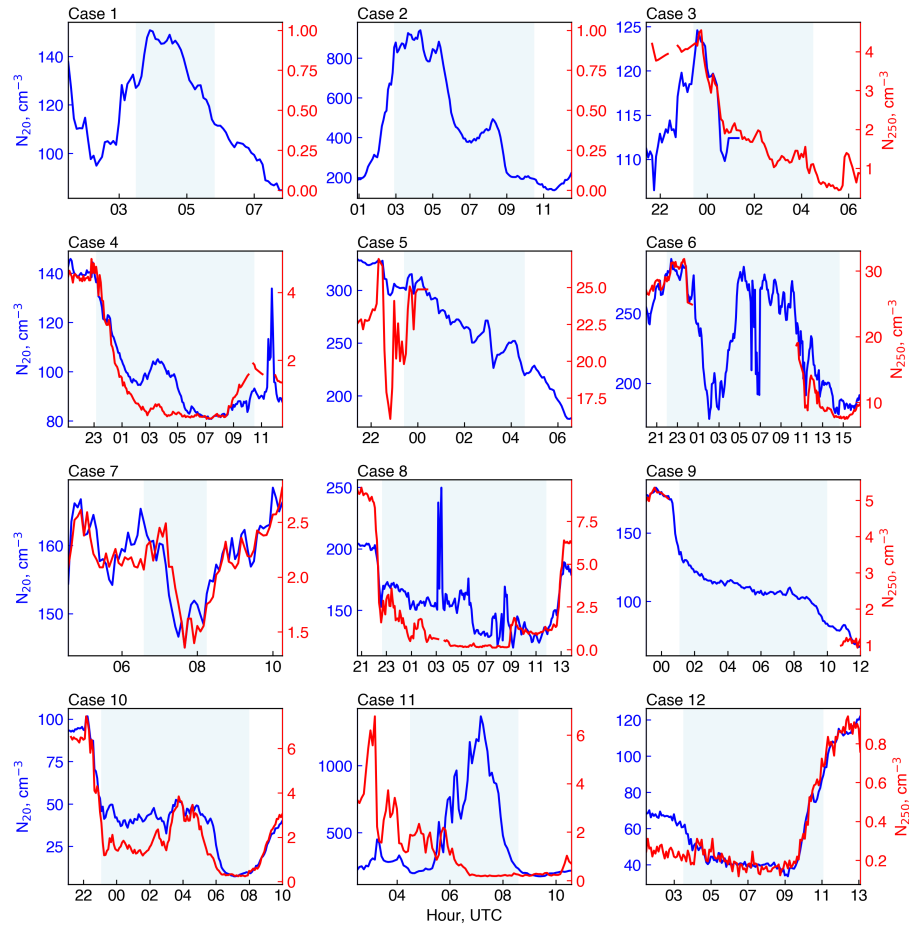 Case 1
Case 2
Case 3
N20, cm−3
150
120
100
1.00
0.75
0.50
0.25
0.00
03 05 07
800
600
400
200
1.00
0.75
0.50
0.25
0.00
01 03 05 07 09 11
125
120
115
110
4
3
2
1
N250, cm−3
22 00 02 04 06
Case 4
Case 5
Case 6
N20, cm−3
140
120
100
80
4
2
23 01 03 05 07 09 11
300
250
200
25.0
22.5
20.0
17.5
22 00 02 04 06
250
200
30
20
10
N250, cm−3
21 23 01 03 05 07 09 11 13 15
Case 7
Case 8
Case 9
N20, cm−3
160
150
2.5
2.0
1.5
06 08 10
250
200
150
7.5
5.0
2.5
0.0
21 23 01 03 05 07 09 11 13
150
100
5
4
3
2
1
N250, cm−3
00 02 04 06 08 10 12
Case 10
Case 11
Case 12
N20, cm−3
100
75
50
25
6
4
2
0
22 00 02 04 06 08 10
1000
500
6
4
2
0
04 06 08 10
120
100
80
60
40
0.8
0.6
0.4
0.2
N250, cm−3
03 05 07 09 11 13
Hour, UTC